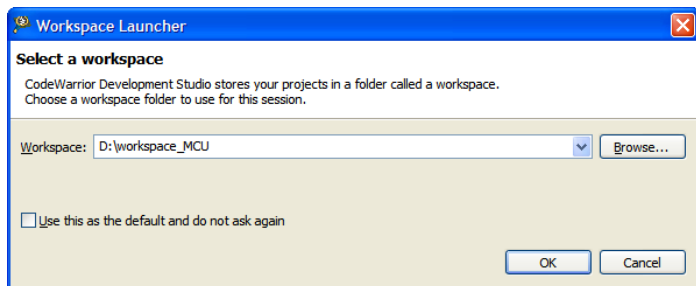 Workspace Launcher
Select a workspace
CodeWarrior Development Studio stores your projects in a folder called a workspace.
Choose a workspace folder to use for this session.
Workspace: D:\workspace_MCU Browse...
Use this as the default and do not ask again
OK Cancel